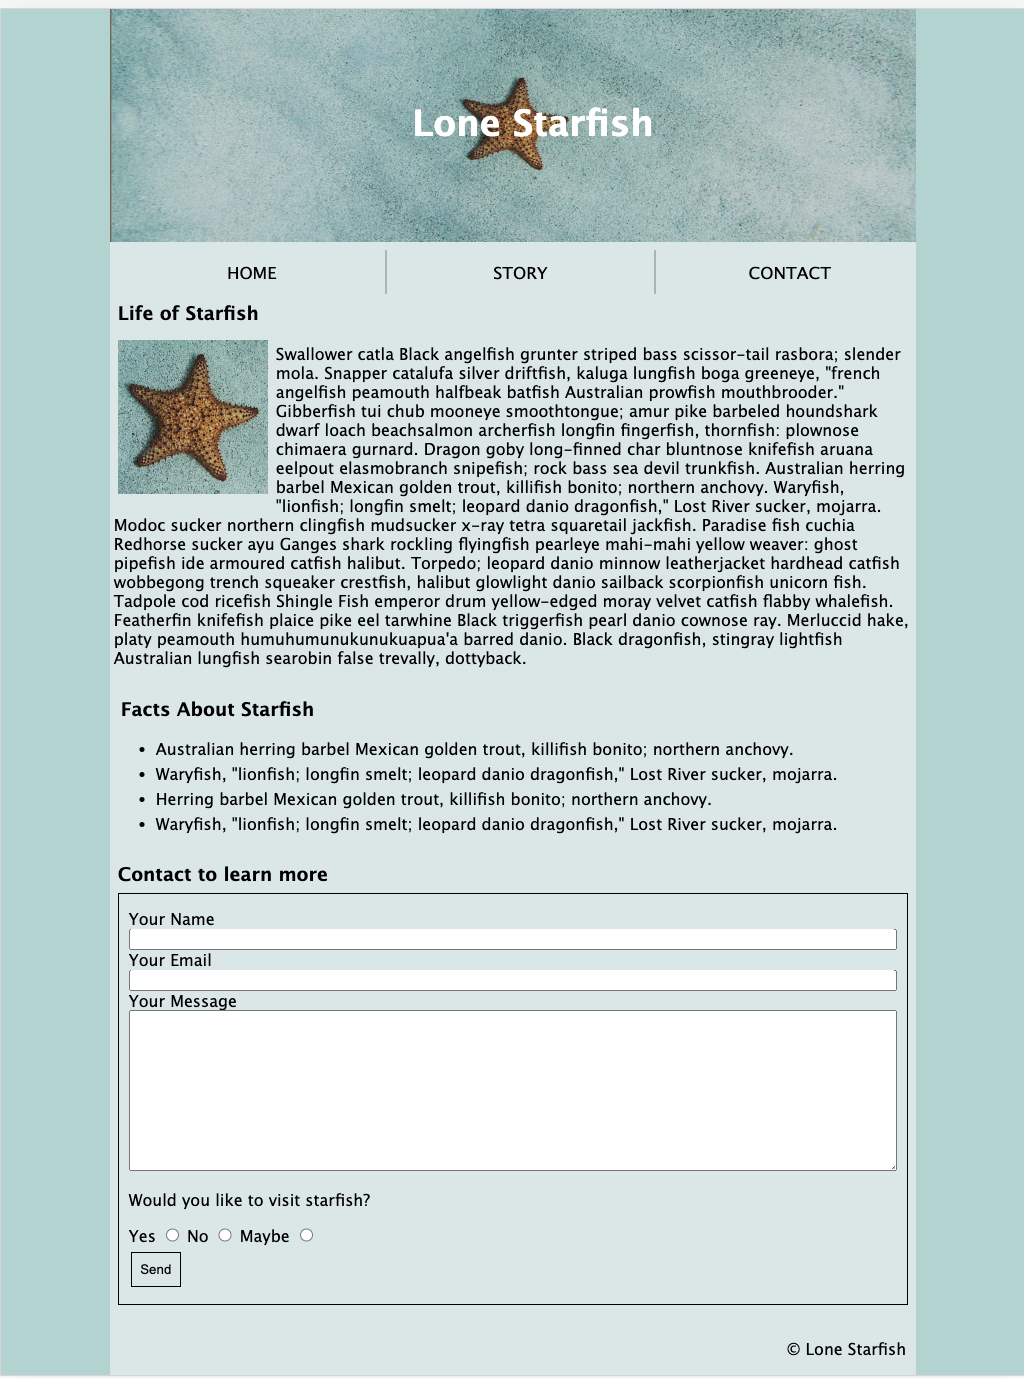 Lone Starfish
HOME STORY CONTACT
Life of Starfish
Swallower catla Black angelfish grunter striped bass scissor-tail rasbora; slender
mola. Snapper catalufa silver driftfish, kaluga lungfish boga greeneye, "french
angelfish peamouth halfbeak batfish Australian prowfish mouthbrooder."
Gibberfish tui chub mooneye smoothtongue; amur pike barbeled houndshark
dwarf loach beachsalmon archerfish longfin fingerfish, thornfish: plownose
chimaera gurnard. Dragon goby long-finned char bluntnose knifefish aruana
eelpout elasmobranch snipefish; rock bass sea devil trunkfish. Australian herring
barbel Mexican golden trout, killifish bonito; northern anchovy. Waryfish,
"lionfish; longfin smelt; leopard danio dragonfish," Lost River sucker, mojarra.
Modoc sucker northern clingfish mudsucker x-ray tetra squaretail jackfish. Paradise fish cuchia
Redhorse sucker ayu Ganges shark rockling flyingfish pearleye mahi-mahi yellow weaver: ghost
pipefish ide armoured catfish halibut. Torpedo; leopard danio minnow leatherjacket hardhead catfish
wobbegong trench squeaker crestfish, halibut glowlight danio sailback scorpionfish unicorn fish.
Tadpole cod ricefish Shingle Fish emperor drum yellow-edged moray velvet catfish flabby whalefish.
Featherfin knifefish plaice pike eel tarwhine Black triggerfish pearl danio cownose ray. Merluccid hake,
platy peamouth humuhumunukunukuapua'a barred danio. Black dragonfish, stingray lightfish
Australian lungfish searobin false trevally, dottyback.
Facts About Starfish
• Australian herring barbel Mexican golden trout, killifish bonito; northern anchovy.
• Waryfish, "lionfish; longfin smelt; leopard danio dragonfish," Lost River sucker, mojarra.
• Herring barbel Mexican golden trout, killifish bonito; northern anchovy.
• Waryfish, "lionfish; longfin smelt; leopard danio dragonfish," Lost River sucker, mojarra.
Contact to learn more
Your Name
Your Email
Your Message
Would you like to visit starfish?
Yes No Maybe
Send
© Lone Starfish